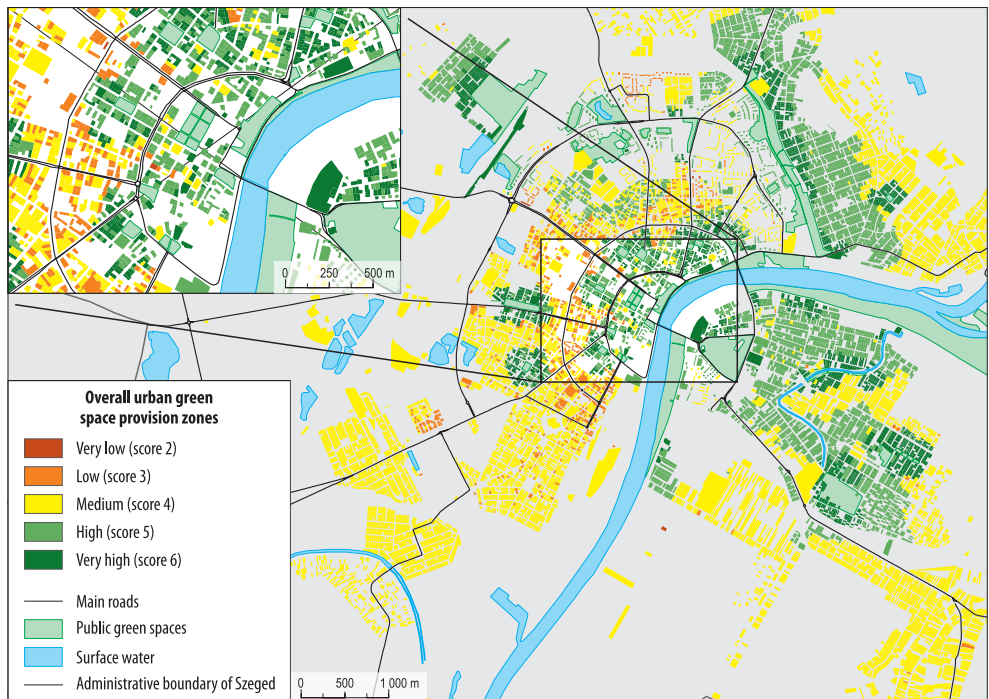 0 250 500 m
Overall urban green
space provision zones
Very low (score 2)
Low (score 3)
Medium (score 4)
High (score 5)
Very high (score 6)
Main roads
Public green spaces
Surface water
Administrative boundary of Szeged
0 500 1 000 m